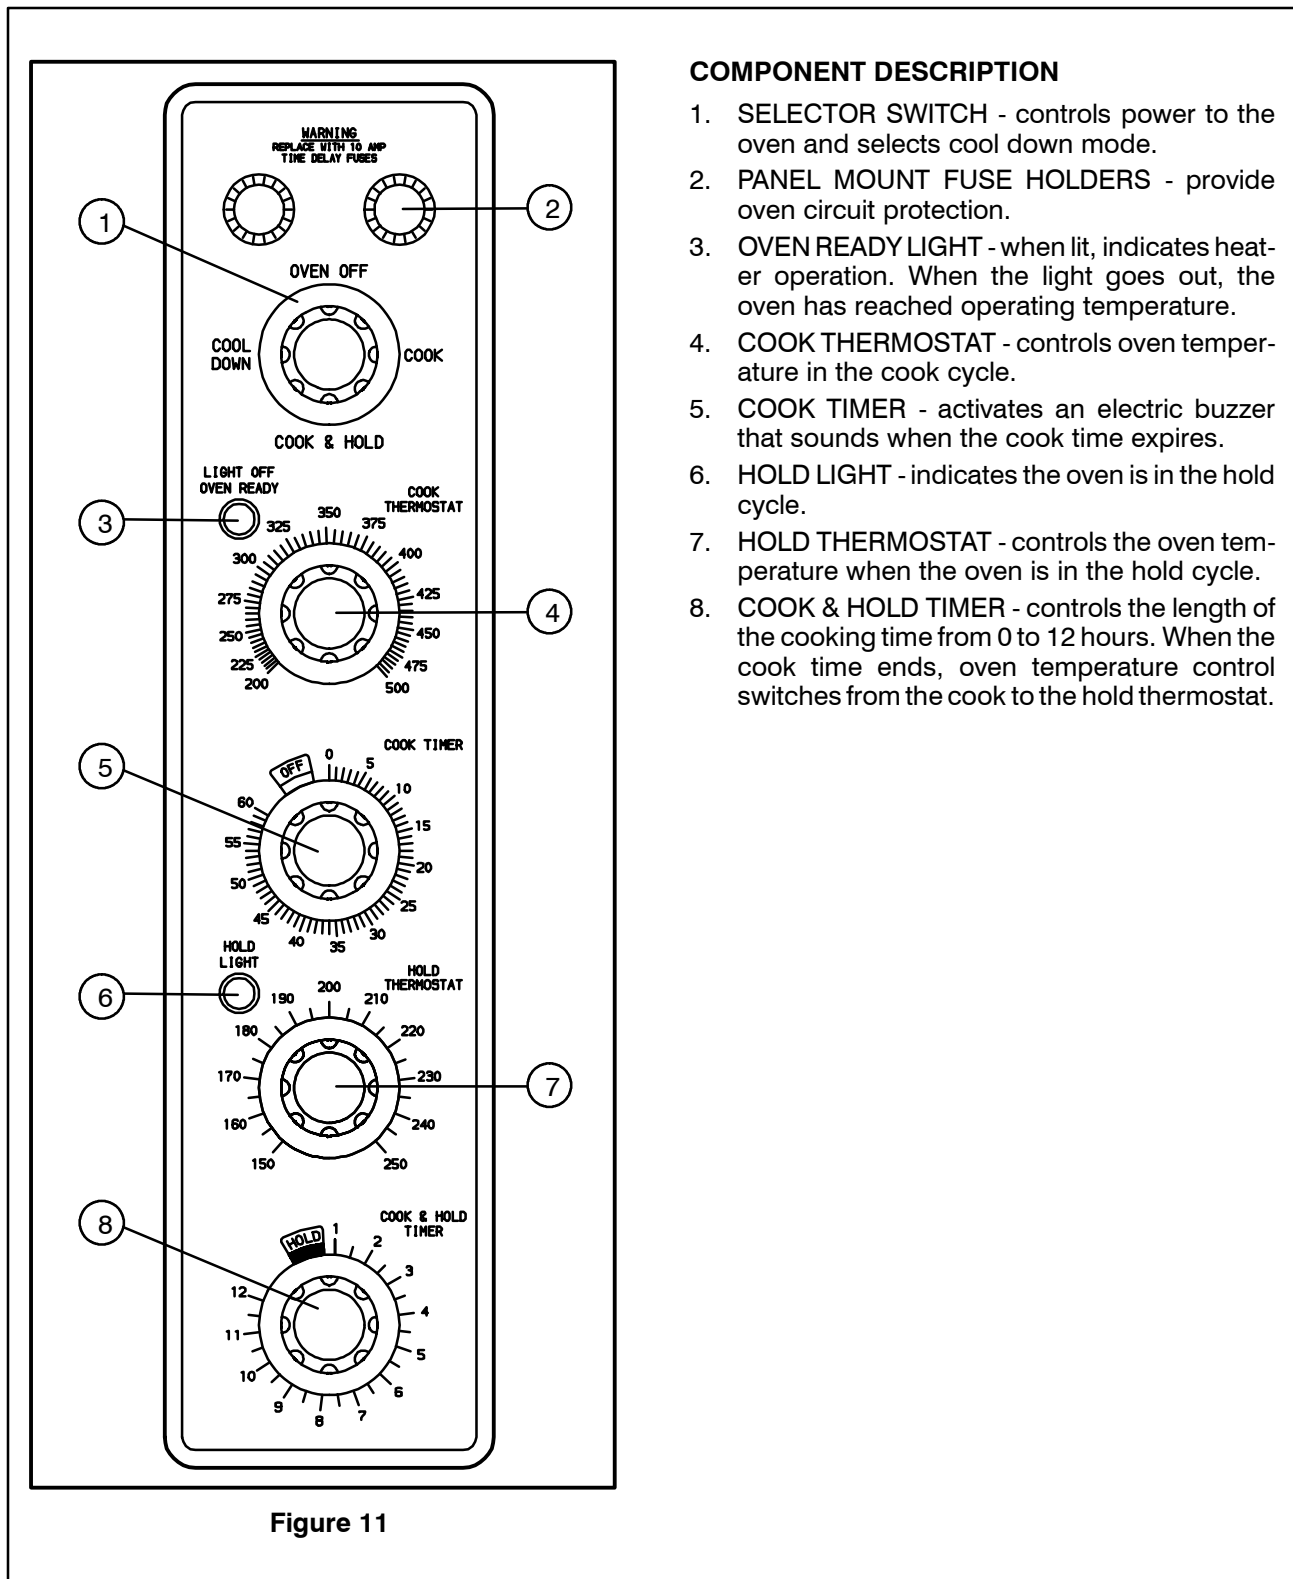 WARNING
REPLACE WITH 10 AMP
TIME DELAY FUSES
1
2
OVEN OFF
COOL
DOWN
COOK
COOK & HOLD
LIGHT OFF
OVEN READY
3
COOK
THERMOSTAT
200
225
250
275
300
325
350
375
400
425
450
475
500
4
COOK TIMER
OFF
0
5
10
15
20
25
30
35
40
45
50
55
60
5
HOLD
LIGHT
6
HOLD
THERMOSTAT
150
160
170
180
190
200
210
220
230
240
250
7
COOK & HOLD
TIMER
HOLD
1
2
3
4
5
6
7
8
9
10
11
12
8
Figure 11
COMPONENT DESCRIPTION
1. SELECTOR SWITCH - controls power to the
oven and selects cool down mode.
2. PANEL MOUNT FUSE HOLDERS - provide
oven circuit protection.
3. OVEN READY LIGHT - when lit, indicates heat-
er operation. When the light goes out, the
oven has reached operating temperature.
4. COOK THERMOSTAT - controls oven temper-
ature in the cook cycle.
5. COOK TIMER - activates an electric buzzer
that sounds when the cook time expires.
6. HOLD LIGHT - indicates the oven is in the hold
cycle.
7. HOLD THERMOSTAT - controls the oven tem-
perature when the oven is in the hold cycle.
8. COOK & HOLD TIMER - controls the length of
the cooking time from 0 to 12 hours. When the
cook time ends, oven temperature control
switches from the cook to the hold thermostat.